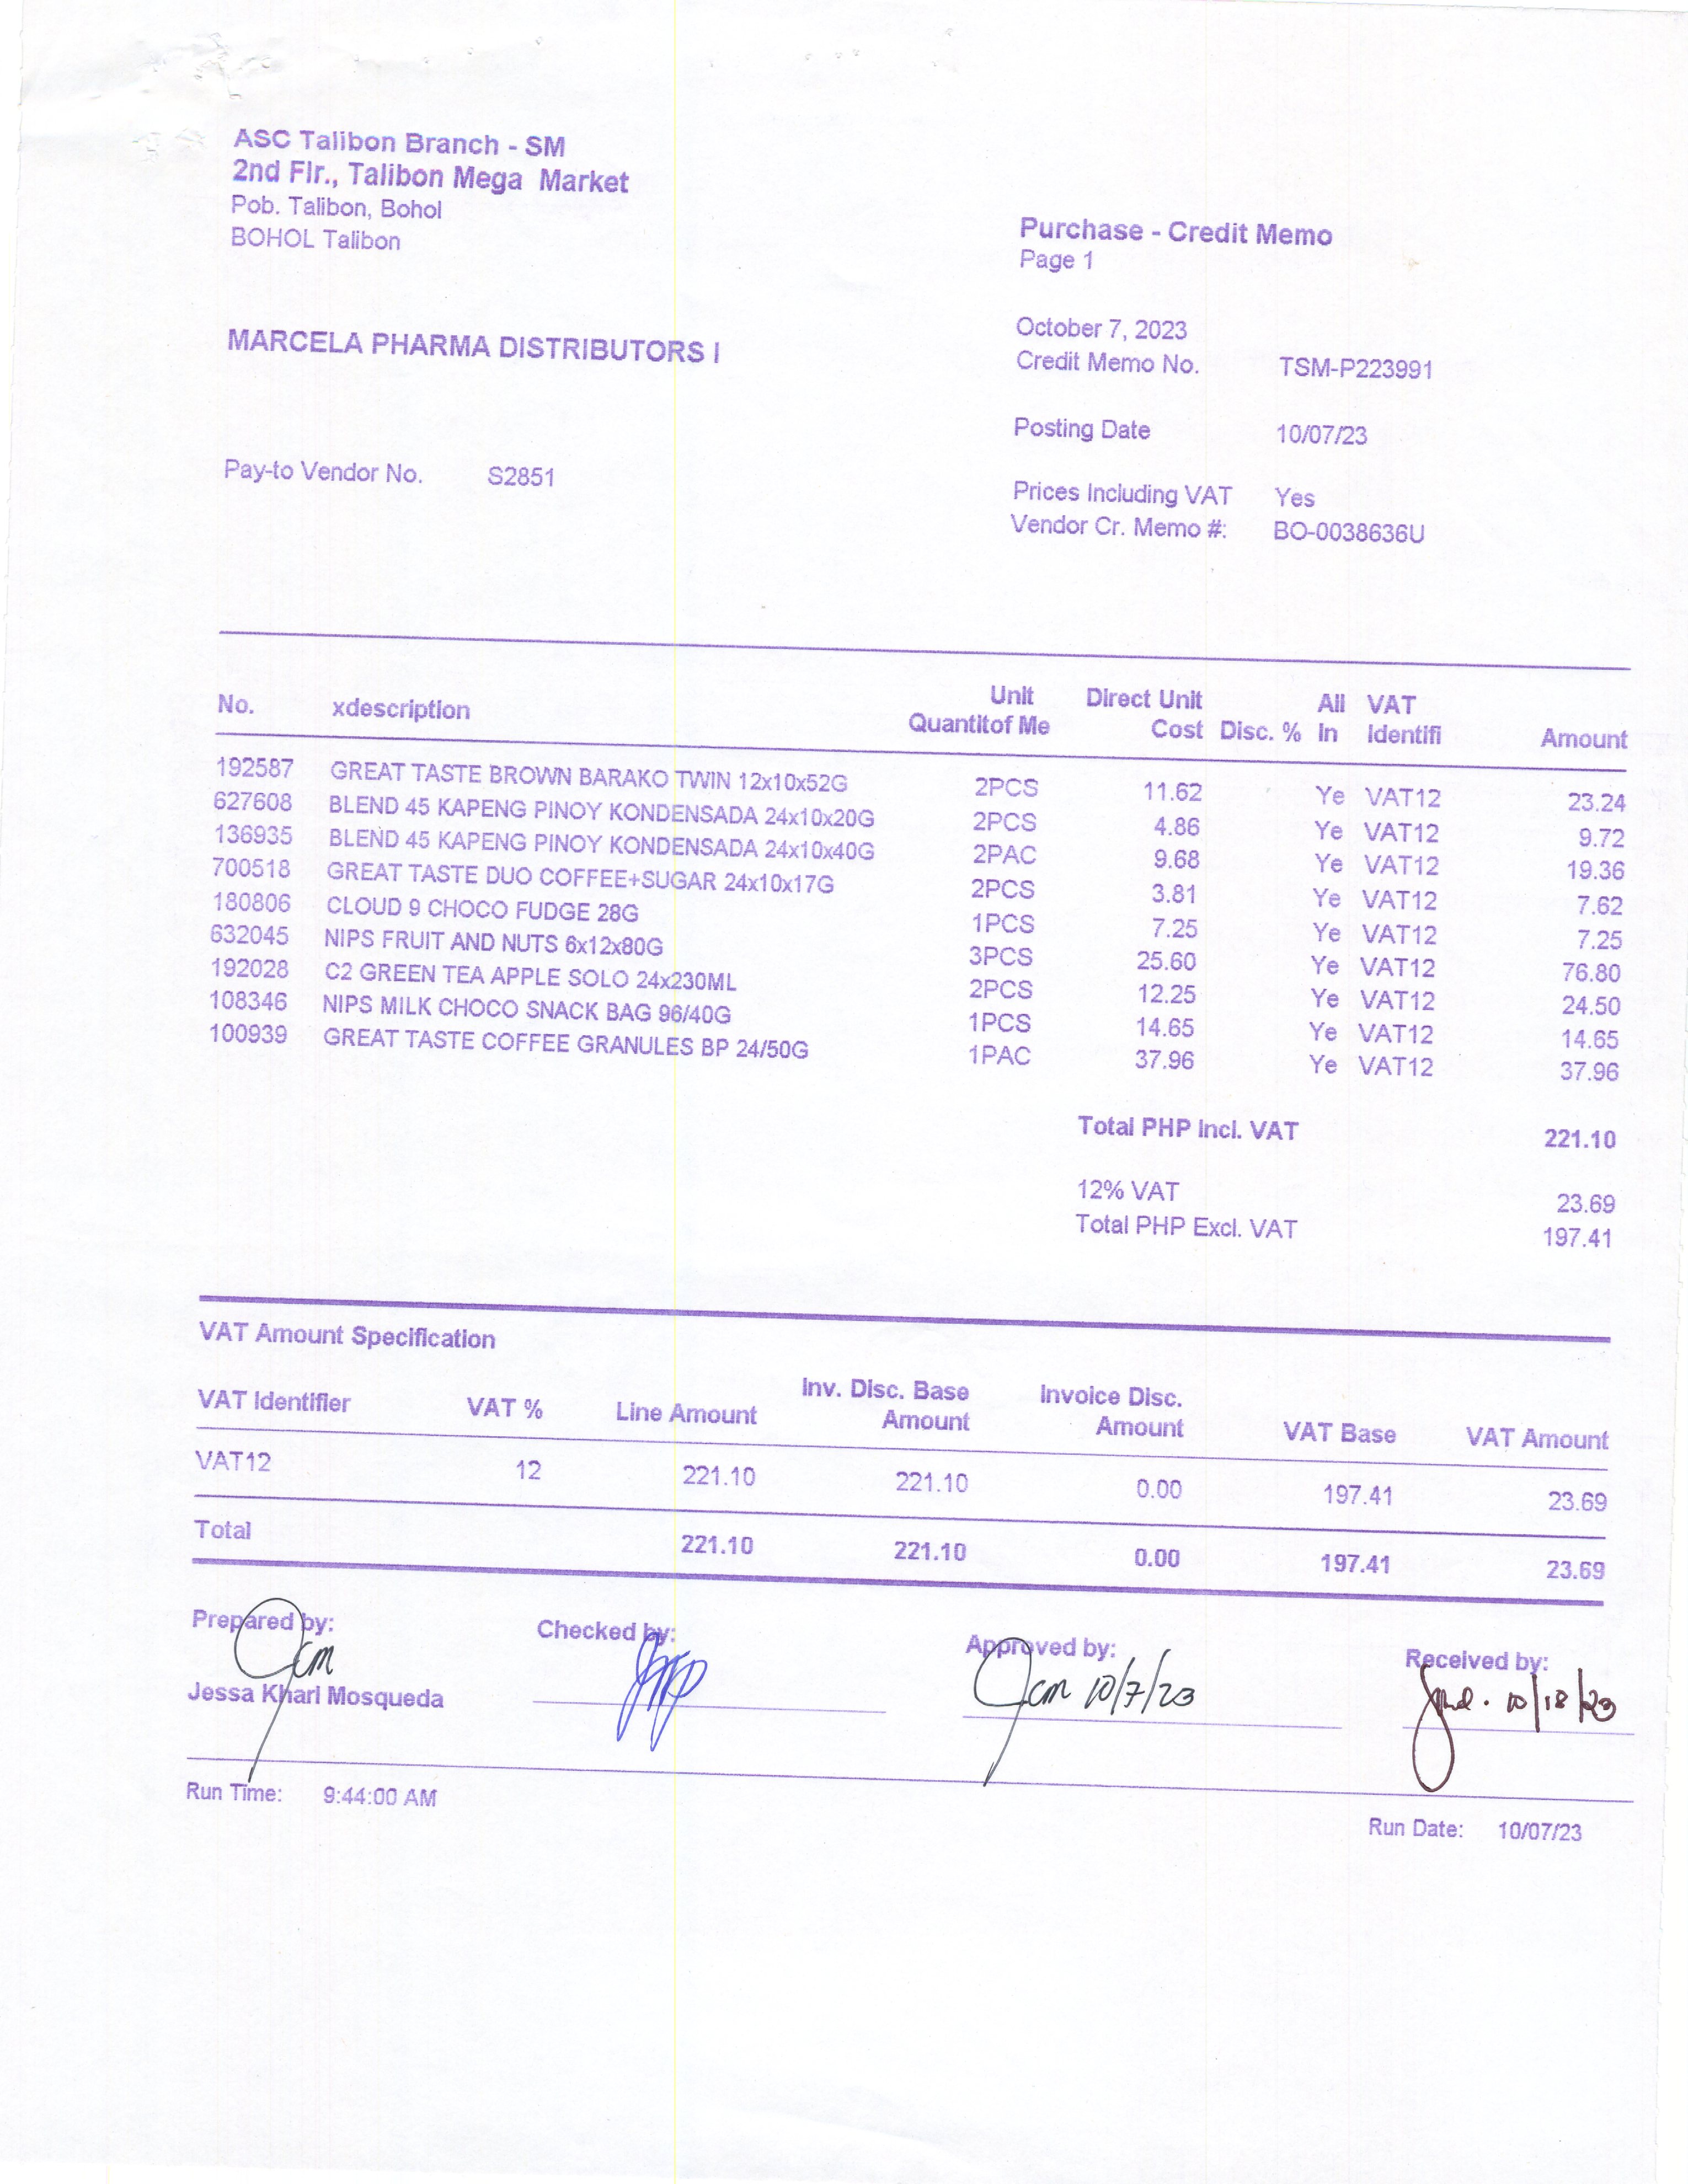 ASC Talibon Branch - SM
2nd Flr., Talibon Mega Market
Pob. Talibon, Bohol
BOHOL Talibon
Purchase - Credit Memo
Page 1
MARCELA PHARMA DISTRIBUTORS I
October 7, 2023
Credit Memo No. TSM-P223991
Posting Date 10/07/23
Pay-to Vendor No. S2851
Prices Including VAT Yes
Vendor Cr. Memo #: BO-0038636U
Unit Direct Unit All VAT
No. xdescription Quantitof Me Cost Disc. % In Identifi Amount
192587 GREAT TASTE BROWN BARAKO TWIN 12x10x52G 2PCS 11.62 Ye VAT12 23.24
627608 BLEND 45 KAPENG PINOY KONDENSADA 24x10x20G 2PCS 4.86 Ye VAT12 9.72
136935 BLEND 45 KAPENG PINOY KONDENSADA 24x10x40G 2PAC 9.68 Ye VAT12 19.36
700518 GREAT TASTE DUO COFFEE+SUGAR 24x10x17G 2PCS 3.81 Ye VAT12 7.62
180806 CLOUD 9 CHOCO FUDGE 28G 1PCS 7.25 Ye VAT12 7.25
632045 NIPS FRUIT AND NUTS 6x12x80G 3PCS 25.60 Ye VAT12 76.80
192028 C2 GREEN TEA APPLE SOLO 24x230ML 2PCS 12.25 Ye VAT12 24.50
108346 NIPS MILK CHOCO SNACK BAG 96/40G 1PCS 14.65 Ye VAT12 14.65
100939 GREAT TASTE COFFEE GRANULES BP 24/50G 1PAC 37.96 Ye VAT12 37.96
Total PHP Incl. VAT 221.10
12% VAT 23.69
Total PHP Excl. VAT 197.41
VAT Amount Specification
Inv. Disc. Base Invoice Disc.
VAT Identifier VAT % Line Amount Amount Amount VAT Base VAT Amount
VAT12 12 221.10 221.10 0.00 197.41 23.69
Total 221.10 221.10 0.00 197.41 23.69
Prepared by: Checked by: Approved by: Received by:
Jcm Jcm 10/7/23 10/18/23
Jessa Kharl Mosqueda
Run Time: 9:44:00 AM
Run Date: 10/07/23